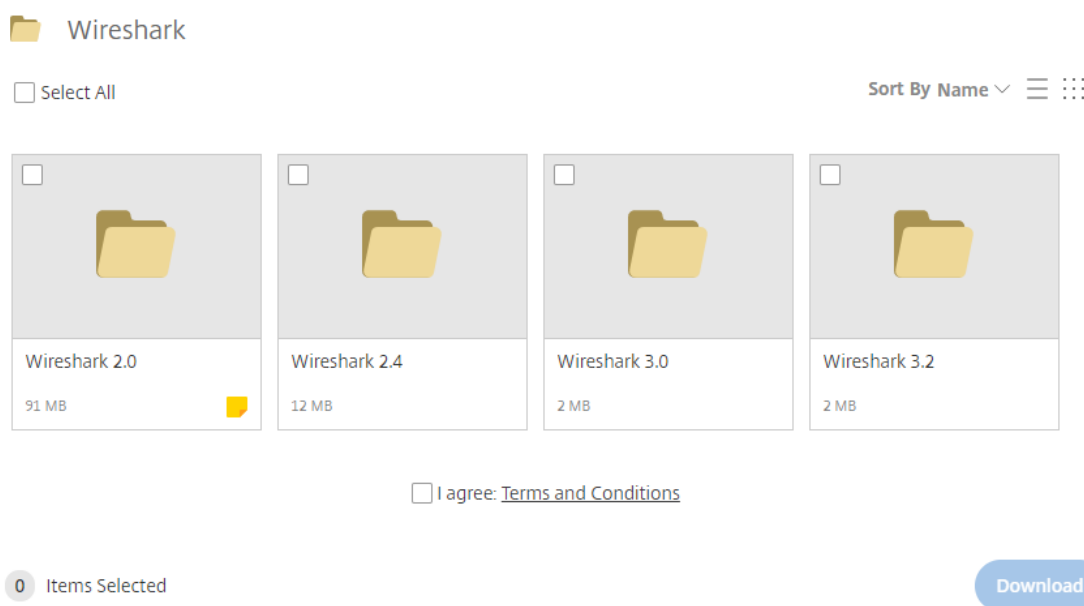 Wireshark
Select All
Sort By Name
Wireshark 2.0
91 MB
Wireshark 2.4
12 MB
Wireshark 3.0
2 MB
Wireshark 3.2
2 MB
I agree: Terms and Conditions
0 Items Selected
Download